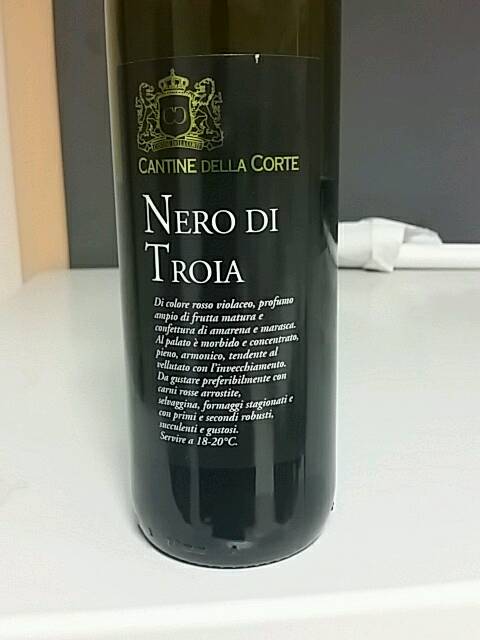 CANTINE DELLA CORTE
NERO DI
TROIA
Di colore rosso violaceo, profumo
ampio di frutta matura e
confettura di amarena e marasca.
Al palato è morbido e concentrato,
pieno, armonico, tendente al
vellutato con l'invecchiamento.
Da gustare preferibilmente con
carni rosse arrostite,
selvaggina, formaggi stagionati e
con primi e secondi robusti,
succulenti e gustosi.
Servire a 18-20°C.